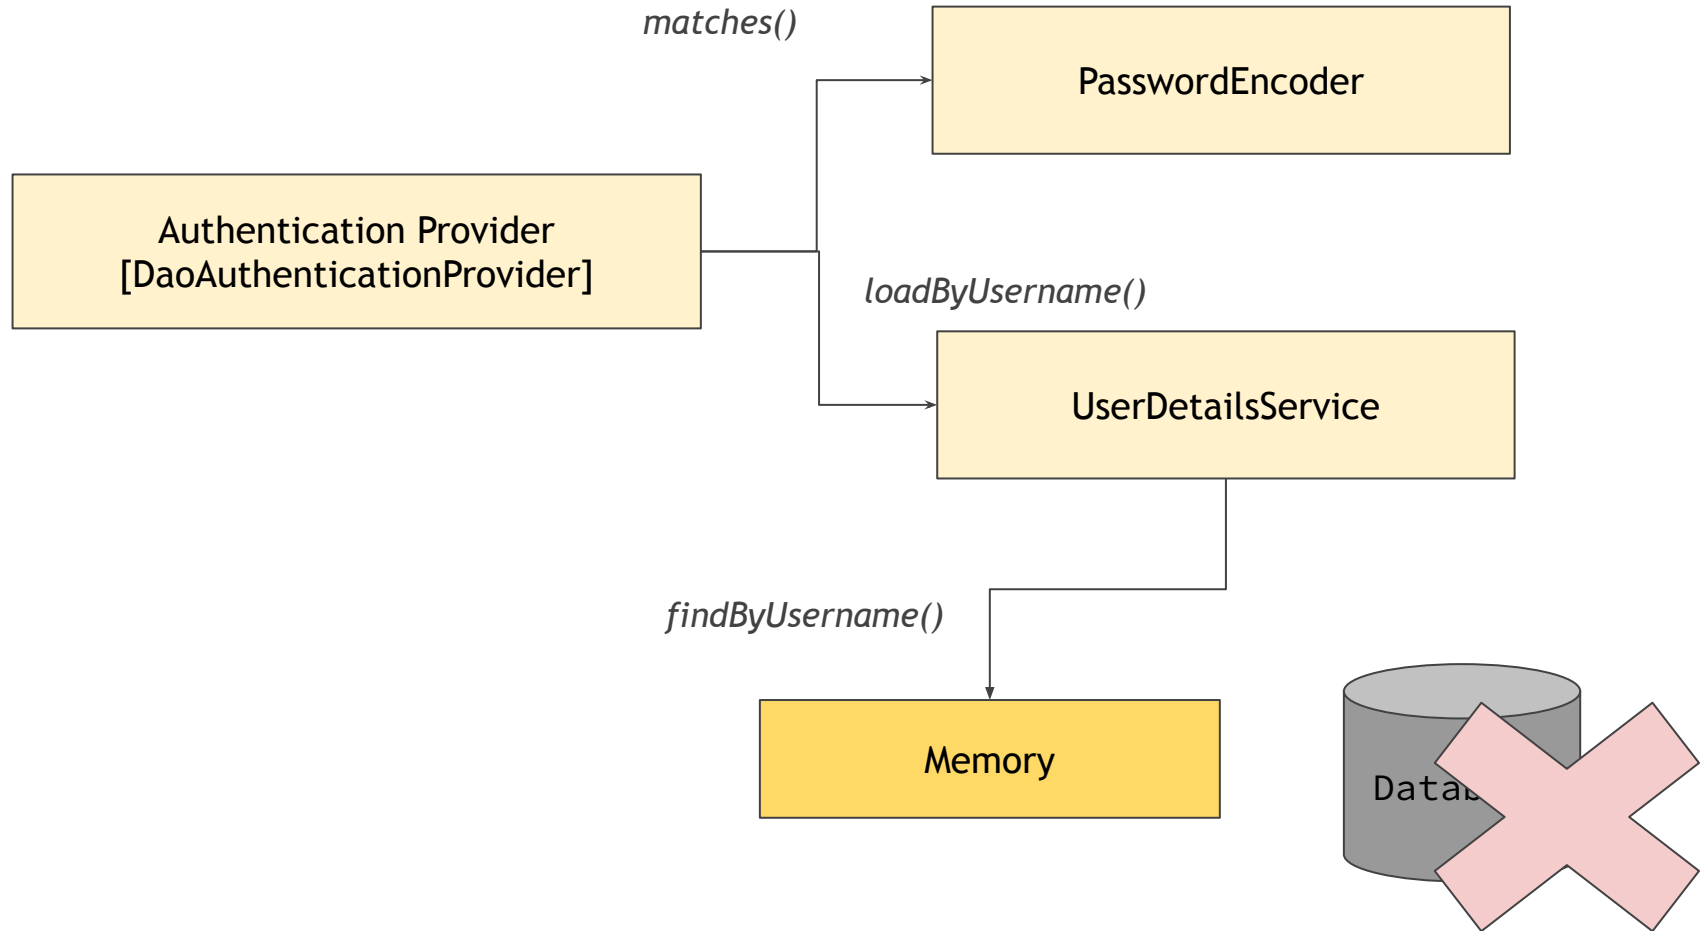 matches()
PasswordEncoder
Authentication Provider
[DaoAuthenticationProvider]
loadByUsername()
UserDetailsService
findByUsername()
Memory